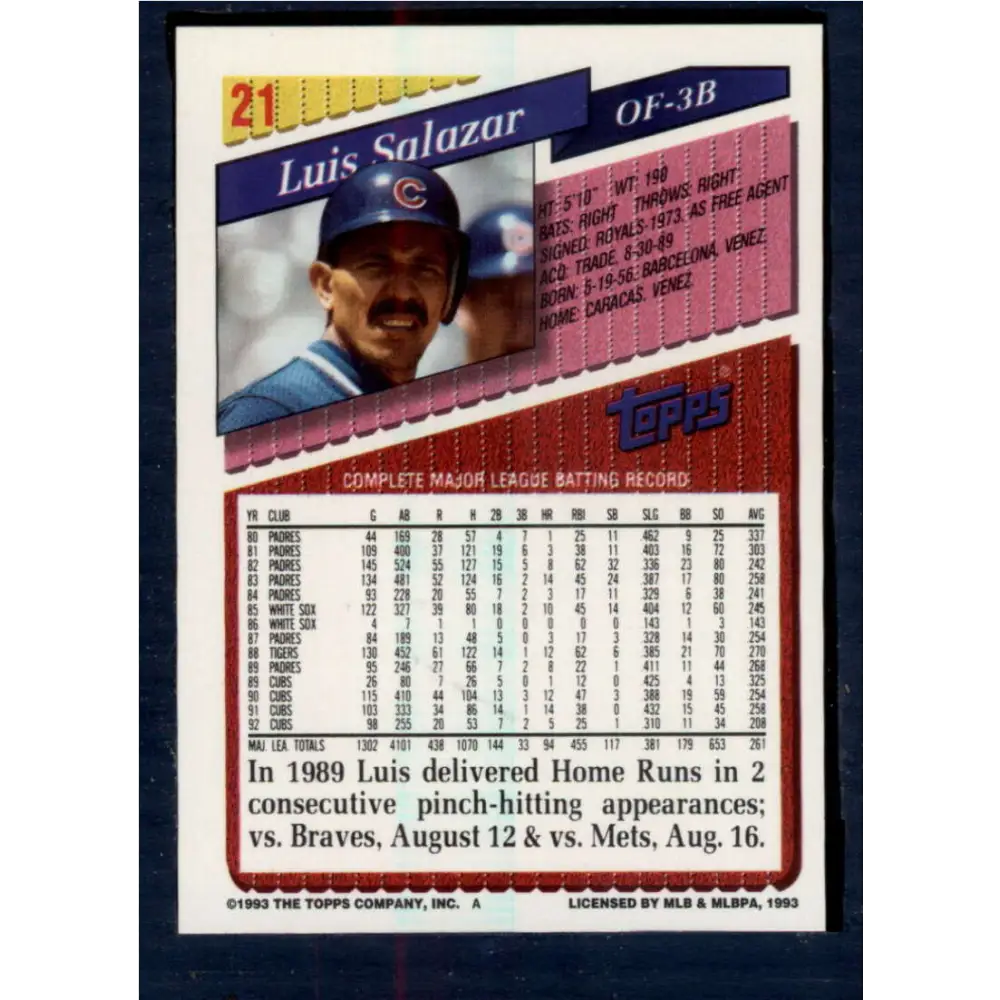 21
Luis Salazar
OF-3B
C
HT: 5'10" WT: 190
BATS: RIGHT THROWS: RIGHT
SIGNED: ROYALS-1973, AS FREE AGENT
ACQ: TRADE, 8-30-89
BORN: 5-19-56, BARCELONA, VENEZ.
HOME: CARACAS, VENEZ.
TOPPS®
COMPLETE MAJOR LEAGUE BATTING RECORD
YR CLUB G AB R H 2B 3B HR RBI SB SLG BB SO AVG
80 PADRES 44 169 28 57 4 7 1 25 11 462 9 25 337
81 PADRES 109 400 37 121 19 6 3 38 11 403 16 72 303
82 PADRES 145 524 55 127 15 5 8 62 32 336 23 80 242
83 PADRES 134 481 52 124 16 2 14 45 24 387 17 80 258
84 PADRES 93 228 20 55 7 2 3 17 11 329 6 38 241
85 WHITE SOX 122 327 39 80 18 2 10 45 14 404 12 60 245
86 WHITE SOX 4 7 1 1 0 0 0 0 0 143 1 3 143
87 PADRES 84 189 13 48 5 0 3 17 3 328 14 30 254
88 TIGERS 130 452 61 122 14 1 12 62 6 385 21 70 270
89 PADRES 95 246 27 66 7 2 8 22 1 411 11 44 268
89 CUBS 26 80 7 26 5 0 1 12 0 425 4 13 325
90 CUBS 115 410 44 104 13 3 12 47 3 388 19 59 254
91 CUBS 103 333 34 86 14 1 14 38 0 432 15 45 258
92 CUBS 98 255 20 53 7 2 5 25 1 310 11 34 208
MAJ. LEA. TOTALS 1302 4101 438 1070 144 33 94 455 117 381 179 653 261
In 1989 Luis delivered Home Runs in 2
consecutive pinch-hitting appearances;
vs. Braves, August 12 & vs. Mets, Aug. 16.
©1993 THE TOPPS COMPANY, INC. A
LICENSED BY MLB & MLBPA, 1993